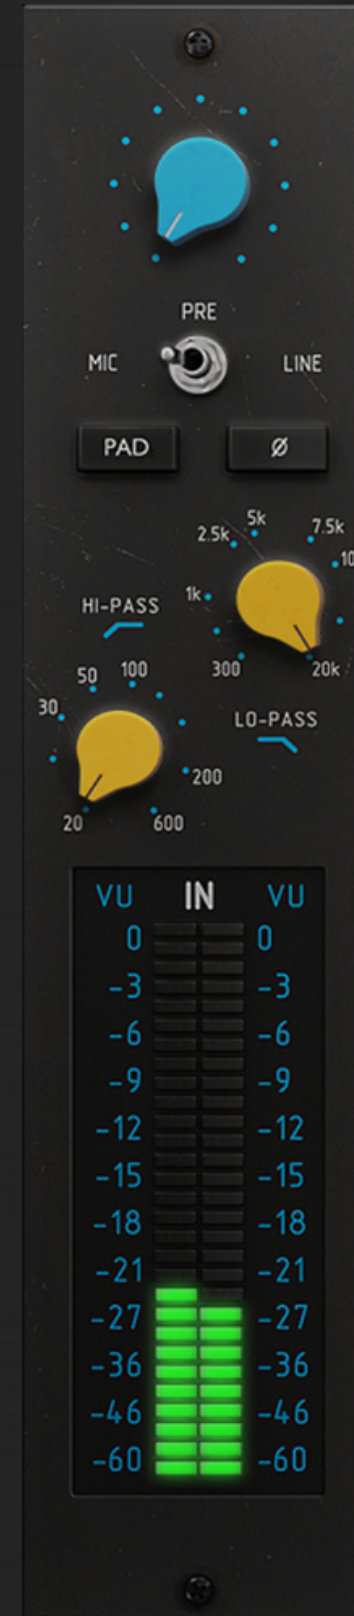 PRE
MIC LINE
PAD Ø
5k
2.5k 7.5k
10
1k
HI-PASS
300 20k
50 100
30
LO-PASS
200
20 600
VU IN VU
0 0
-3 -3
-6 -6
-9 -9
-12 -12
-15 -15
-18 -18
-21 -21
-27 -27
-36 -36
-46 -46
-60 -60